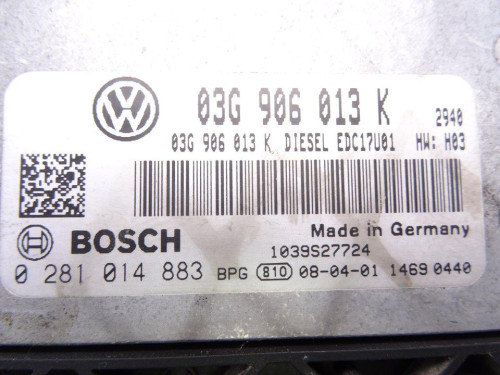 03G 906 013 K 2940
03G 906 013 K DIESEL EDC17U01 HW: H03
BOSCH Made in Germany
1039S27724
0 281 014 883 BPG 810 08-04-01 1469 0440